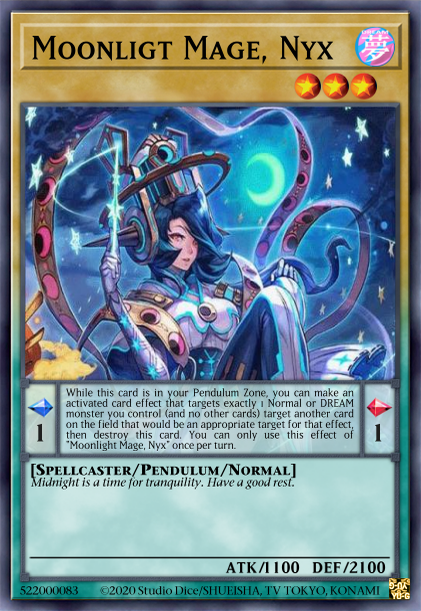 MOONLIGT MAGE, NYX
DREAM
夢
While this card is in your Pendulum Zone, you can make an
activated card effect that targets exactly 1 Normal or DREAM
monster you control (and no other cards) target another card
on the field that would be an appropriate target for that effect,
then destroy this card. You can only use this effect of
"Moonlight Mage, Nyx" once per turn.
1
1
[SPELLCASTER/PENDULUM/NORMAL]
Midnight is a time for tranquility. Have a good rest.
ATK/1100 DEF/2100
522000083
©2020 Studio Dice/SHUEISHA, TV TOKYO, KONAMI